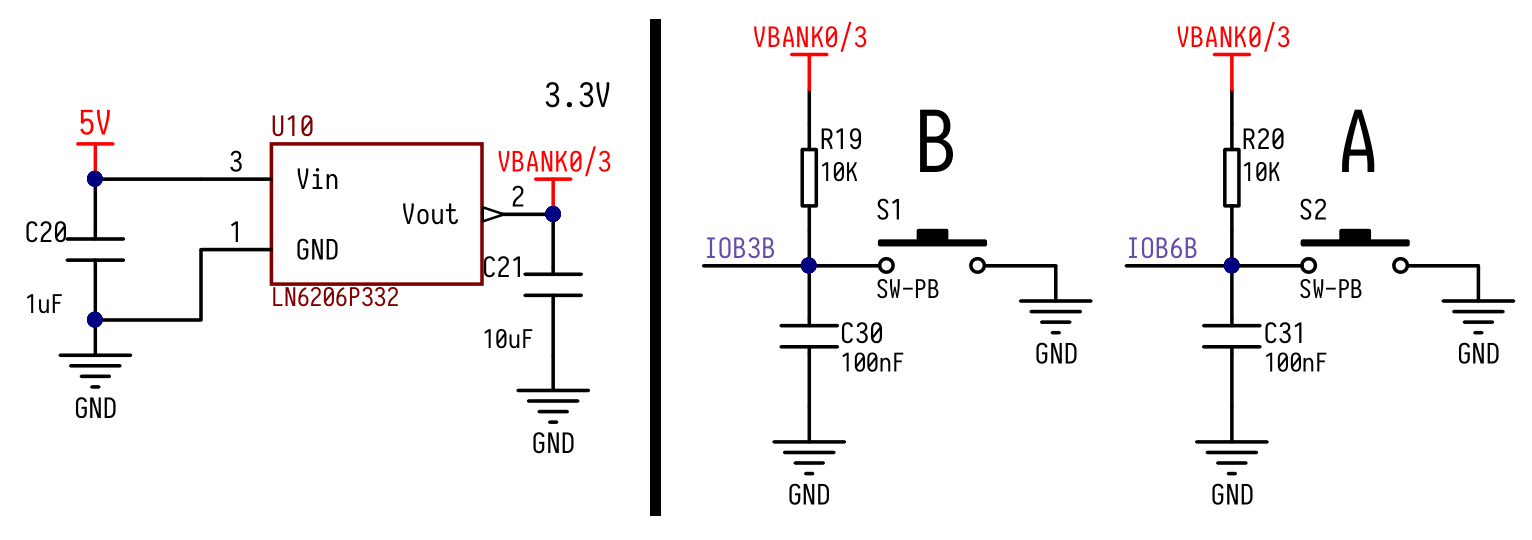 5V
C20
1uF
GND
U10
3
Vin
1
GND
Vout
2
LN6206P332
3.3V
VBANK0/3
C21
10uF
GND
VBANK0/3
R19
10K
B
S1
IOB3B
SW-PB
C30
100nF
GND
GND
VBANK0/3
R20
10K
A
S2
IOB6B
SW-PB
C31
100nF
GND
GND